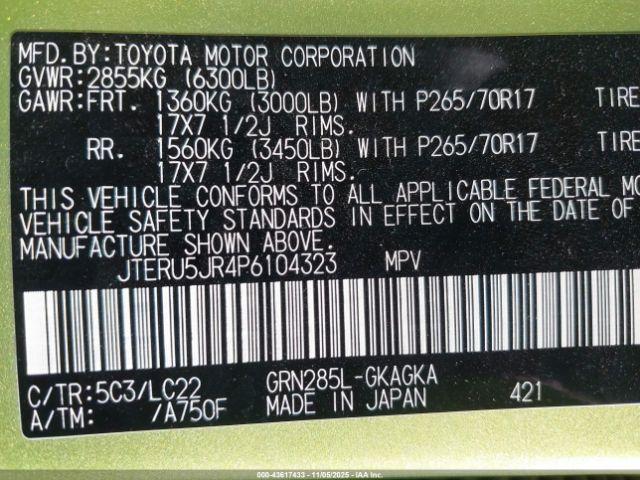 MFD.BY:TOYOTA MOTOR CORPORATION
GVWR:2855KG (6300LB)
GAWR:FRT. 1360KG (3000LB) WITH P265/70R17 TIRE
17X7 1/2J RIMS.
RR. 1560KG (3450LB) WITH P265/70R17 TIRE
17X7 1/2J RIMS.
THIS VEHICLE CONFORMS TO ALL APPLICABLE FEDERAL MO
VEHICLE SAFETY STANDARDS IN EFFECT ON THE DATE OF
MANUFACTURE SHOWN ABOVE.
JTERU5JR4P6104323 MPV
C/TR:5C3/LC22 GRN285L-GKAGKA
A/TM: /A750F MADE IN JAPAN 421
000-43617433 - 11/05/2025 - IAAI.COM